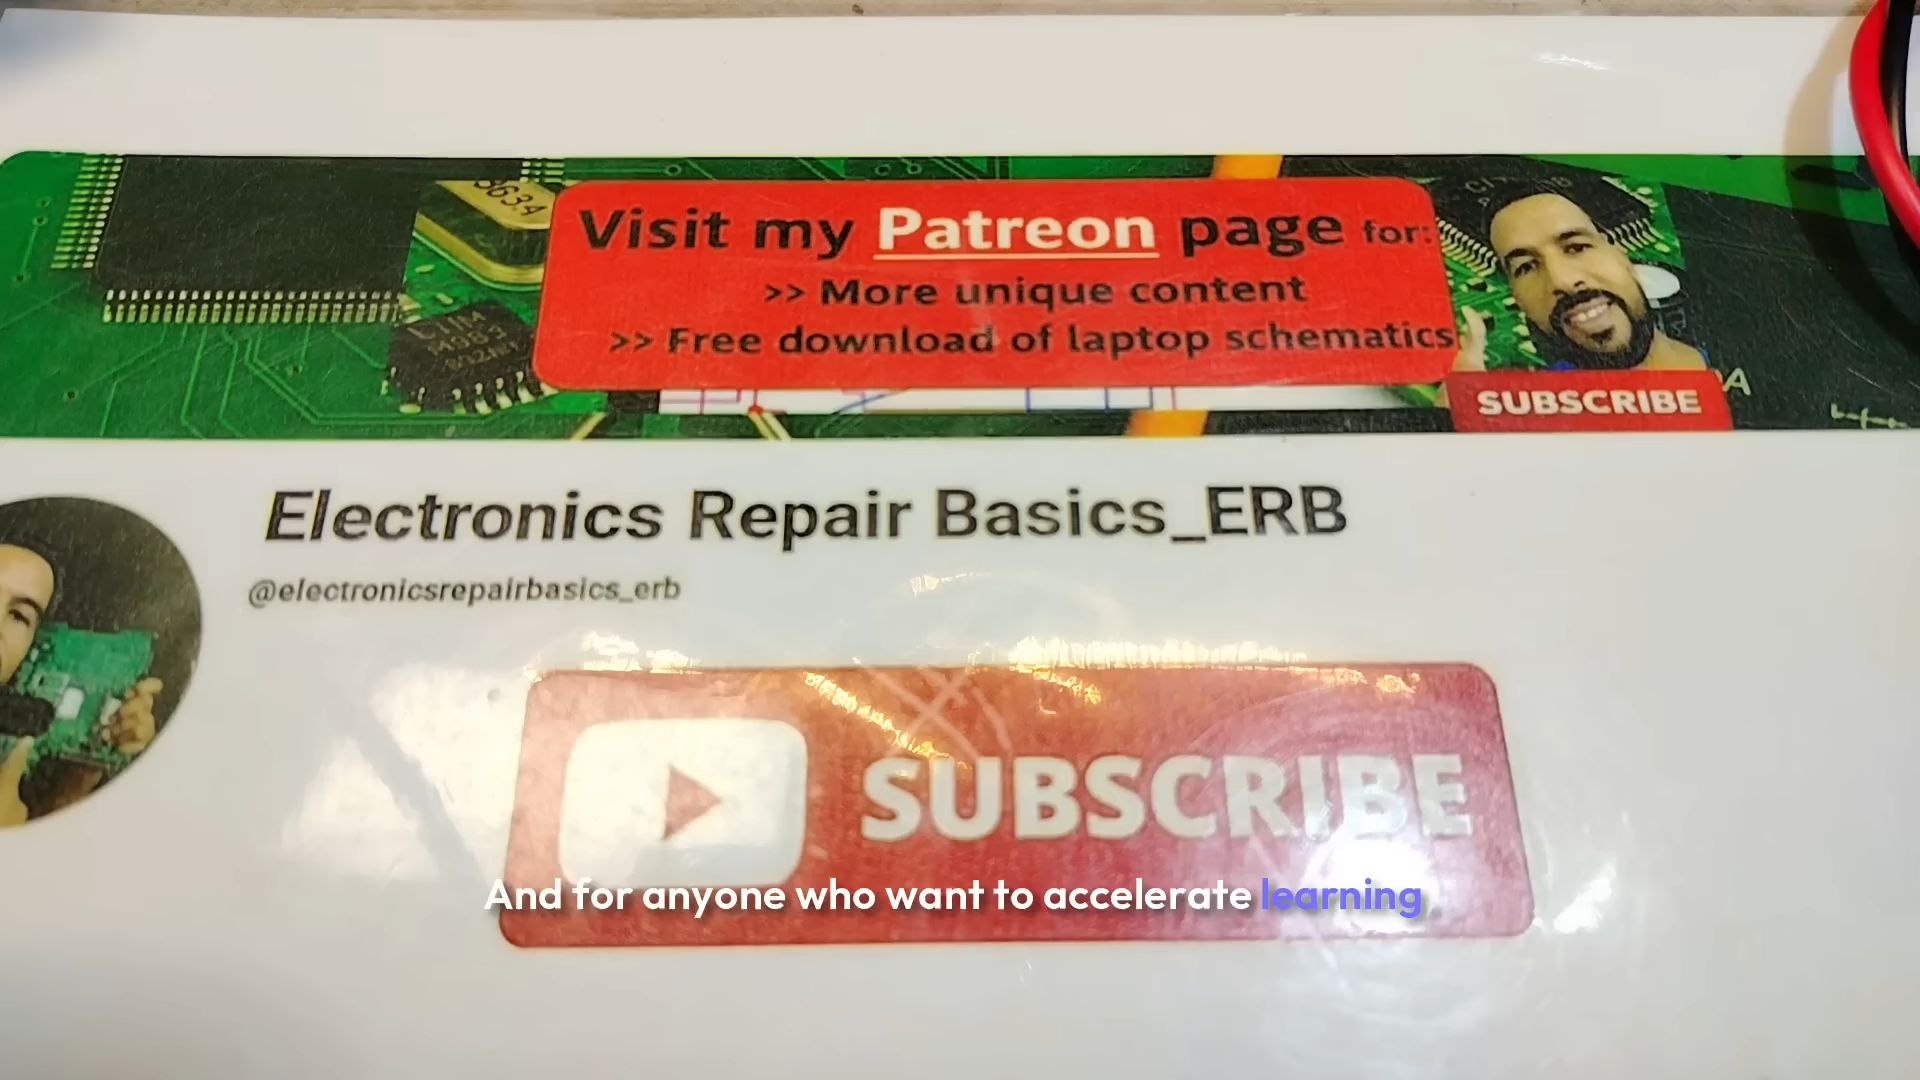 3634
Visit my Patreon page for:
>> More unique content
>> Free download of laptop schematics
SUBSCRIBE
Electronics Repair Basics_ERB
@electronicsrepairbasics_erb
SUBSCRIBE
And for anyone who want to accelerate learning